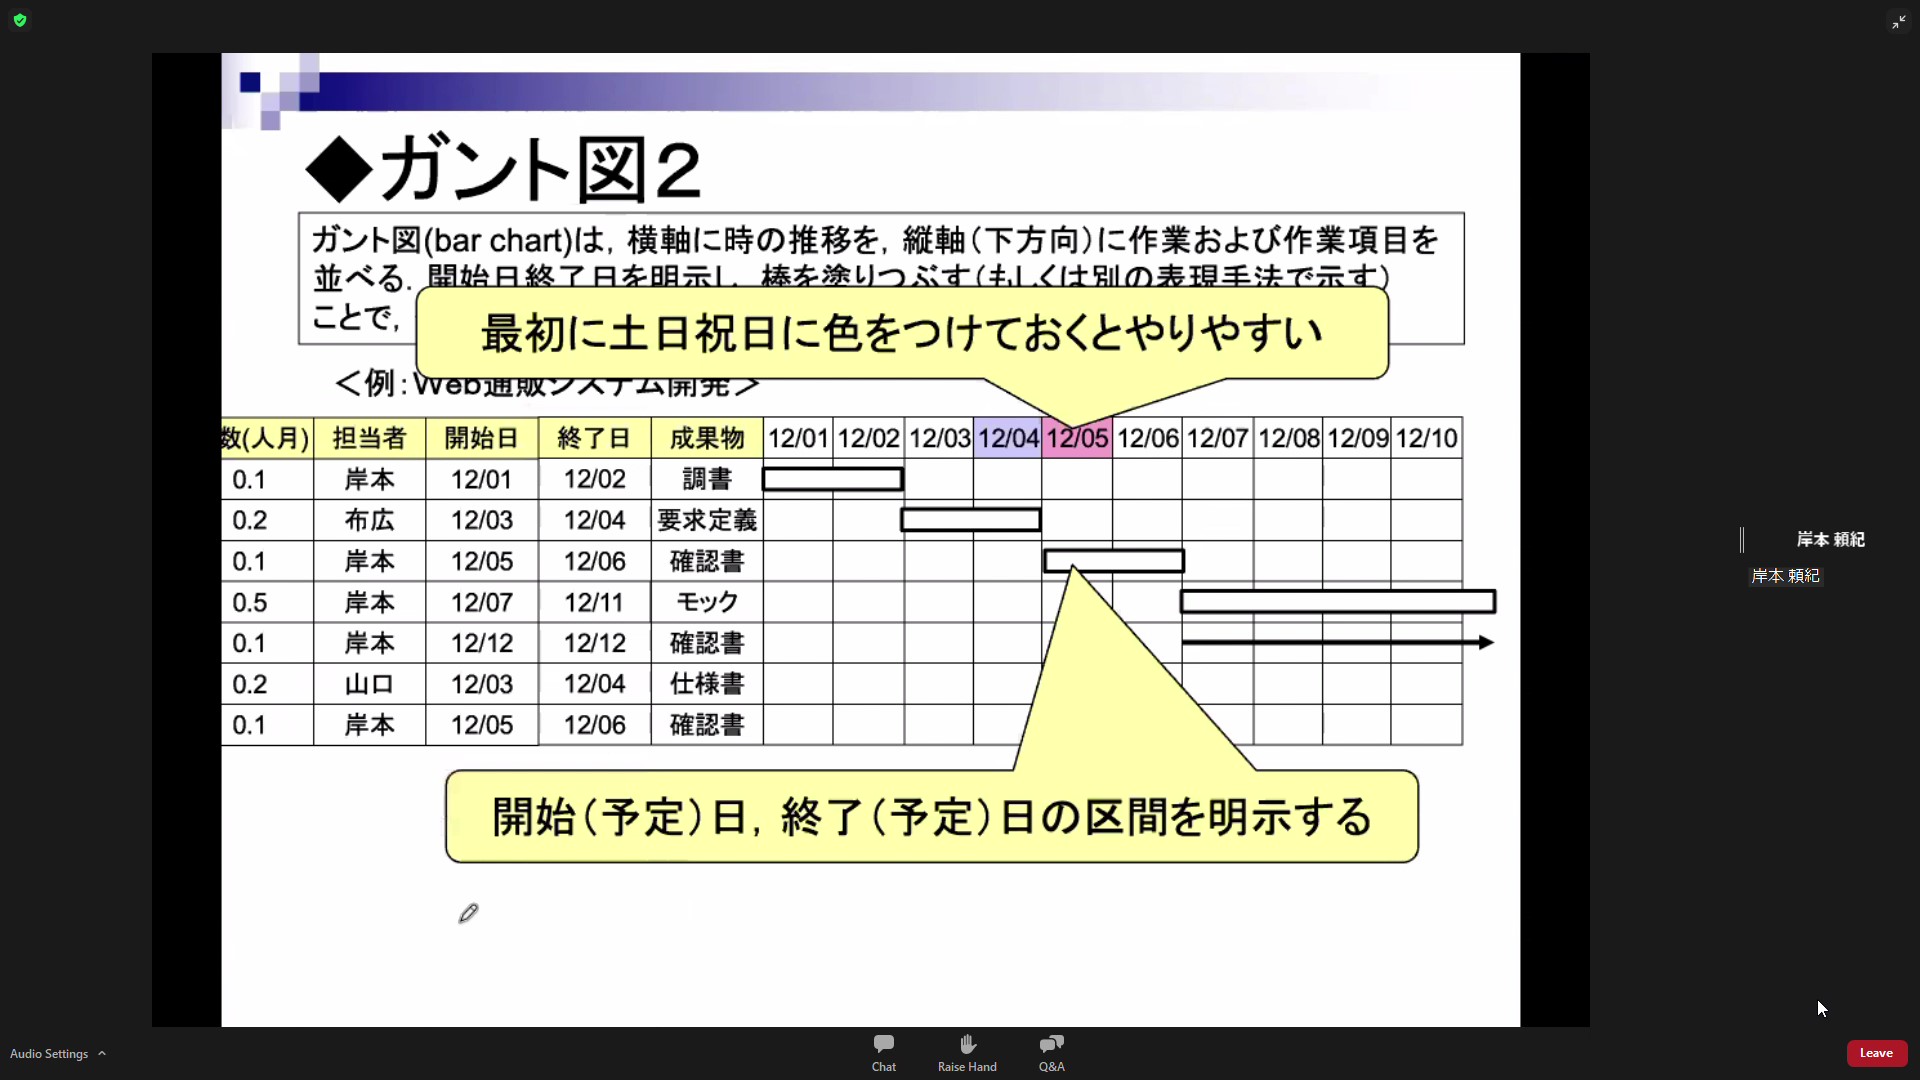 ◆ガント図２
ガント図(bar chart)は，横軸に時の推移を，縦軸（下方向）に作業および作業項目を
並べる．開始日終了日を明示し，棒を塗りつぶす（もしくは別の表現手法で示す）
ことで，
最初に土日祝日に色をつけておくとやりやすい
＜例：Web通販システム開発＞
数(人月) 担当者 開始日 終了日 成果物 12/01 12/02 12/03 12/04 12/05 12/06 12/07 12/08 12/09 12/10
0.1 岸本 12/01 12/02 調書
0.2 布広 12/03 12/04 要求定義
0.1 岸本 12/05 12/06 確認書
0.5 岸本 12/07 12/11 モック
0.1 岸本 12/12 12/12 確認書
0.2 山口 12/03 12/04 仕様書
0.1 岸本 12/05 12/06 確認書
開始（予定）日，終了（予定）日の区間を明示する
岸本 頼紀
岸本 頼紀
Audio Settings
Chat
Raise Hand
Q&A
Leave